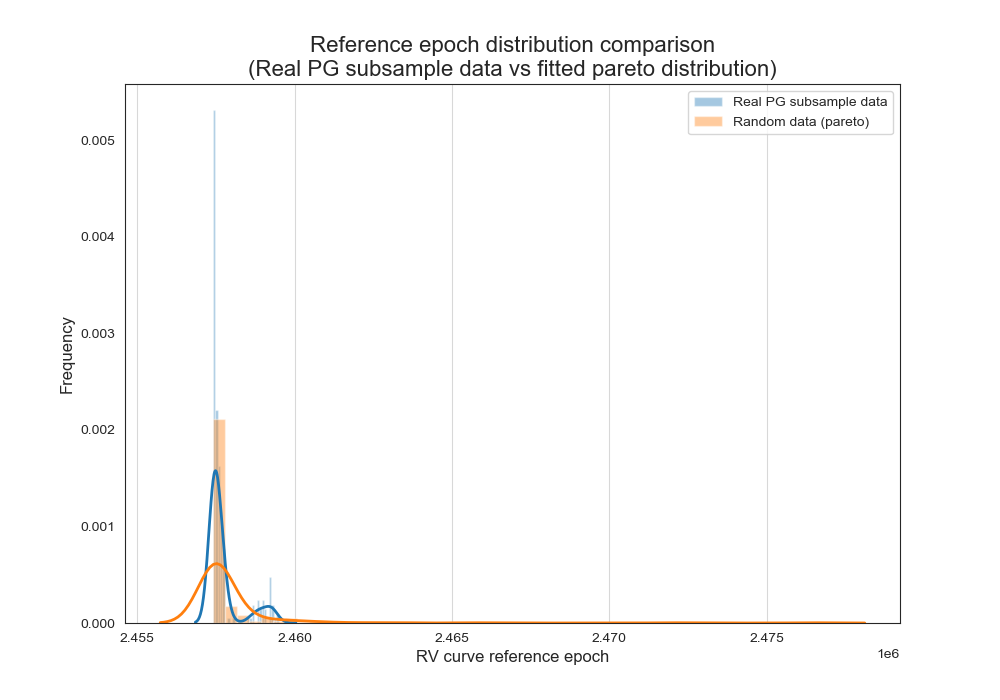 Reference epoch distribution comparison
(Real PG subsample data vs fitted pareto distribution)
Real PG subsample data
Random data (pareto)
0.005
0.004
0.003
0.002
0.001
0.000
Frequency
2.455
2.460
2.465
2.470
2.475
1e6
RV curve reference epoch